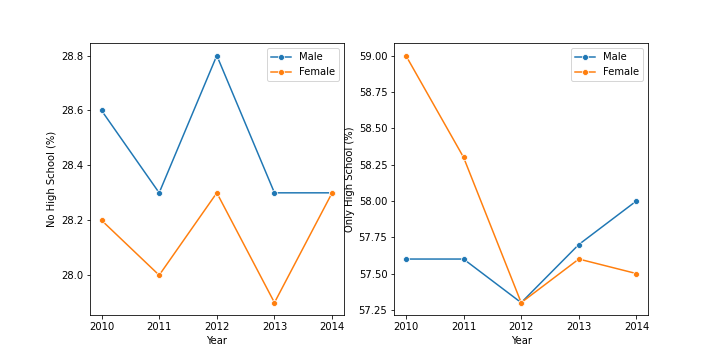 No High School (%)
28.8
28.6
28.4
28.2
28.0
2010
2011
2012
2013
2014
Year
Male
Female
Only High School (%)
59.00
58.75
58.50
58.25
58.00
57.75
57.50
57.25
2010
2011
2012
2013
2014
Year
Male
Female